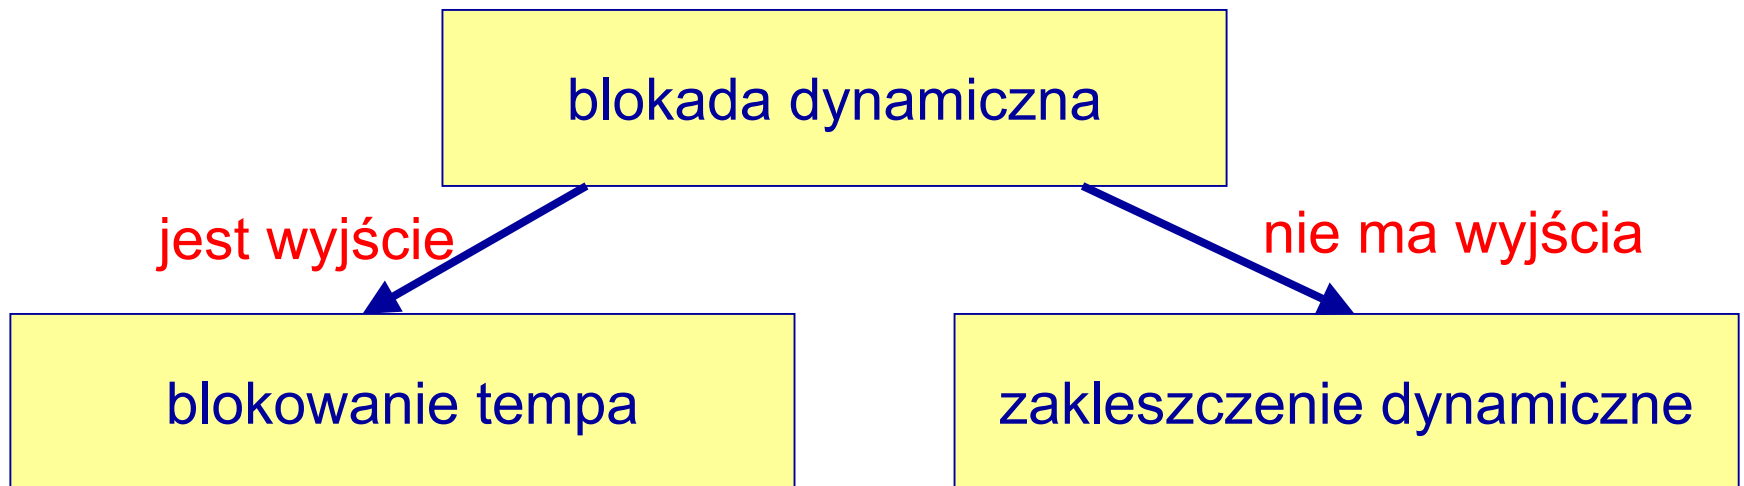 blokada dynamiczna
jest wyjście
nie ma wyjścia
blokowanie tempa
zakleszczenie dynamiczne